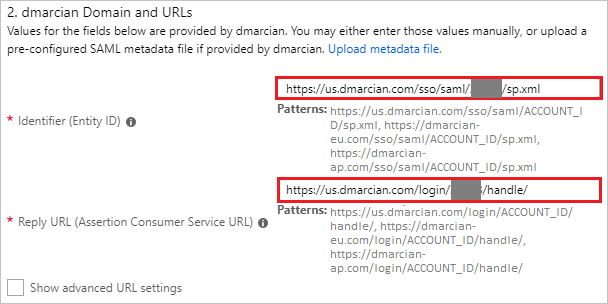 2. dmarcian Domain and URLs
Values for the fields below are provided by dmarcian. You may either enter those values manually, or upload a
pre-configured SAML metadata file if provided by dmarcian. Upload metadata file.
https://us.dmarcian.com/sso/saml/ /sp.xml
* Identifier (Entity ID)
Patterns: https://us.dmarcian.com/sso/saml/ACCOUNT_I
D/sp.xml, https://dmarcian-
eu.com/sso/saml/ACCOUNT_ID/sp.xml,
https://dmarcian-
ap.com/sso/saml/ACCOUNT_ID/sp.xml
https://us.dmarcian.com/login/ /handle/
* Reply URL (Assertion Consumer Service URL)
Patterns: https://us.dmarcian.com/login/ACCOUNT_ID/
handle/, https://dmarcian-
eu.com/login/ACCOUNT_ID/handle/,
https://dmarcian-
ap.com/login/ACCOUNT_ID/handle/
Show advanced URL settings